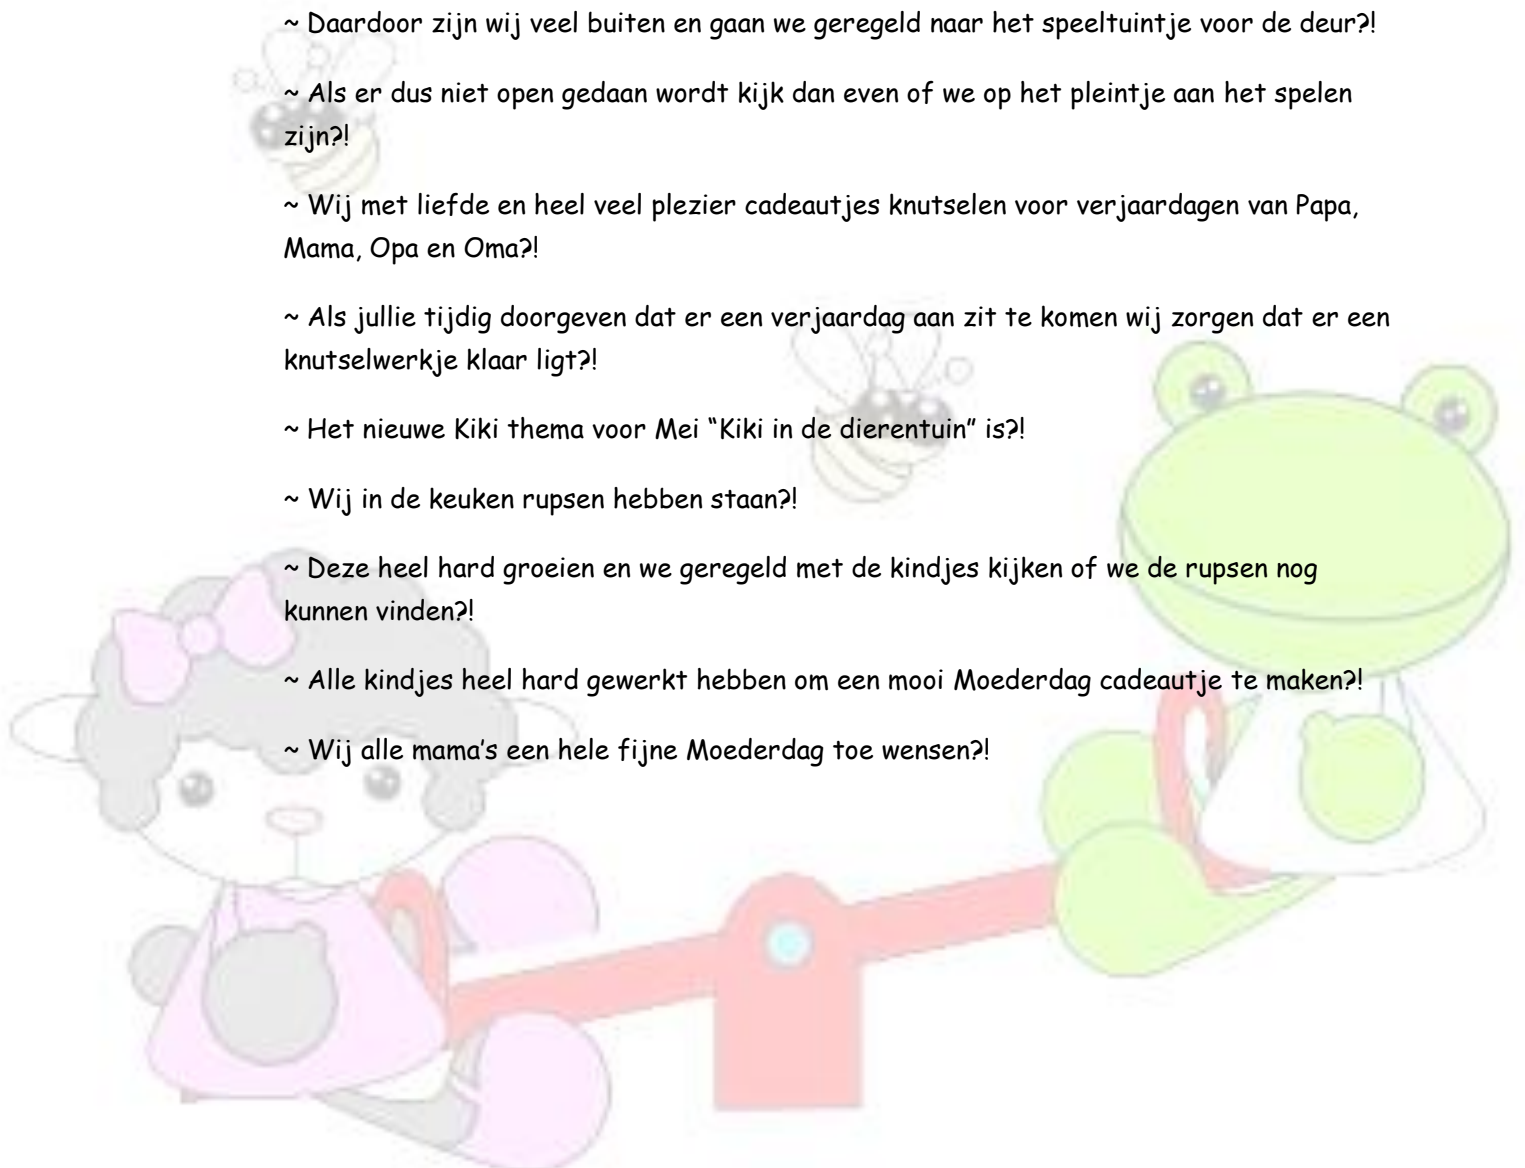 ~ Daardoor zijn wij veel buiten en gaan we geregeld naar het speeltuintje voor de deur?!
~ Als er dus niet open gedaan wordt kijk dan even of we op het pleintje aan het spelen
zijn?!
~ Wij met liefde en heel veel plezier cadeautjes knutselen voor verjaardagen van Papa,
Mama, Opa en Oma?!
~ Als jullie tijdig doorgeven dat er een verjaardag aan zit te komen wij zorgen dat er een
knutselwerkje klaar ligt?!
~ Het nieuwe Kiki thema voor Mei “Kiki in de dierentuin” is?!
~ Wij in de keuken rupsen hebben staan?!
~ Deze heel hard groeien en we geregeld met de kindjes kijken of we de rupsen nog
kunnen vinden?!
~ Alle kindjes heel hard gewerkt hebben om een mooi Moederdag cadeautje te maken?!
~ Wij alle mama’s een hele fijne Moederdag toe wensen?!